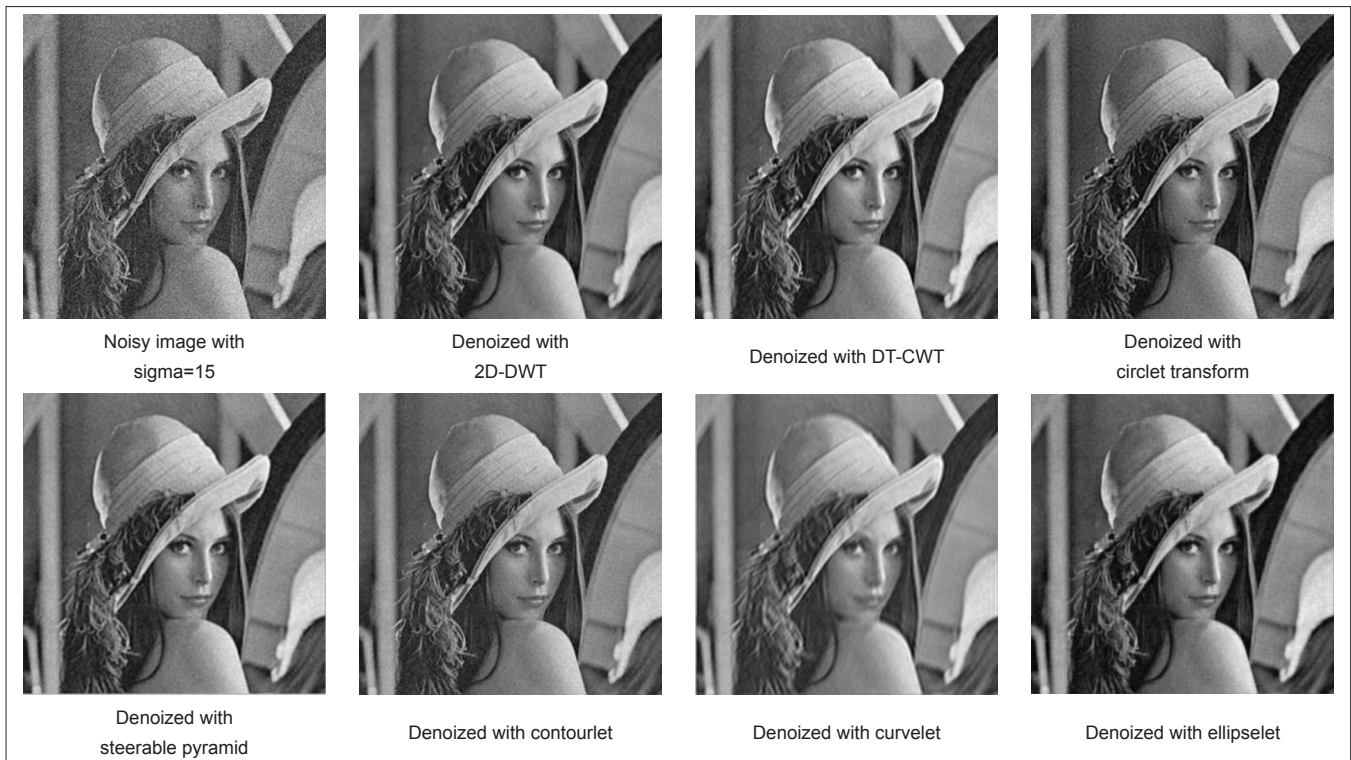 Noisy image with
sigma=15
Denoized with
2D-DWT
Denoized with DT-CWT
Denoized with
circlet transform
Denoized with
steerable pyramid
Denoized with contourlet
Denoized with curvelet
Denoized with ellipselet